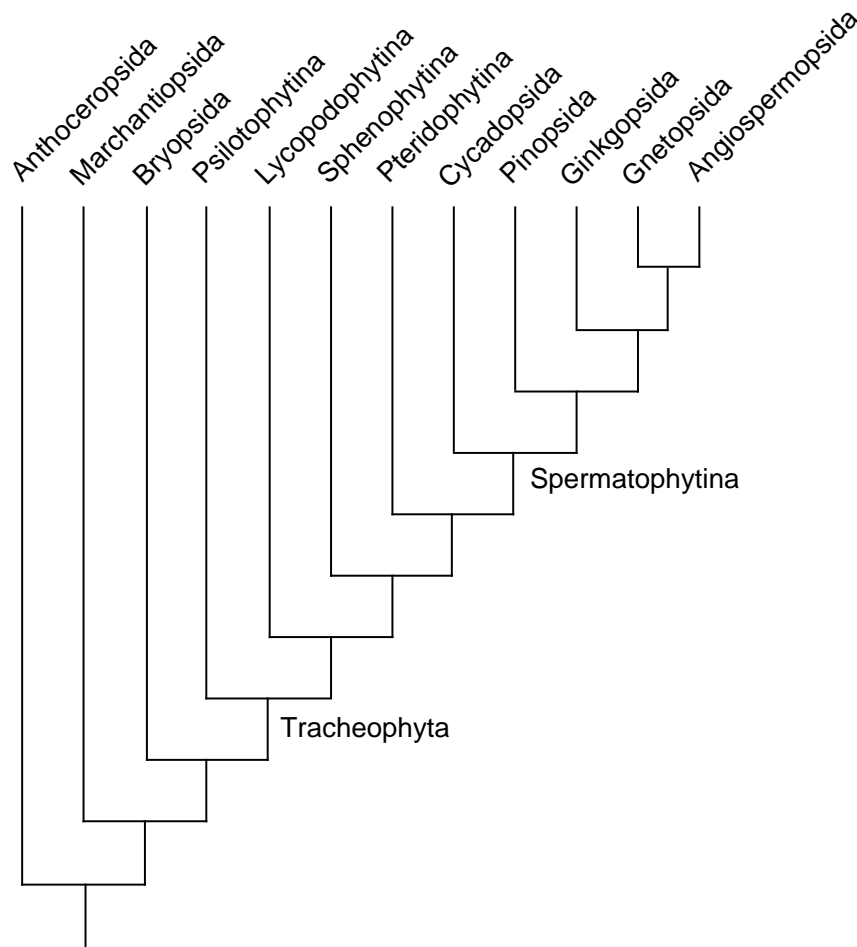 Anthoceropsida
Marchantiopsida
Bryopsida
Psilotophytina
Lycopodophytina
Sphenophytina
Pteridophytina
Cycadopsida
Pinopsida
Ginkgopsida
Gnetopsida
Angiospermopsida
Spermatophytina
Tracheophyta